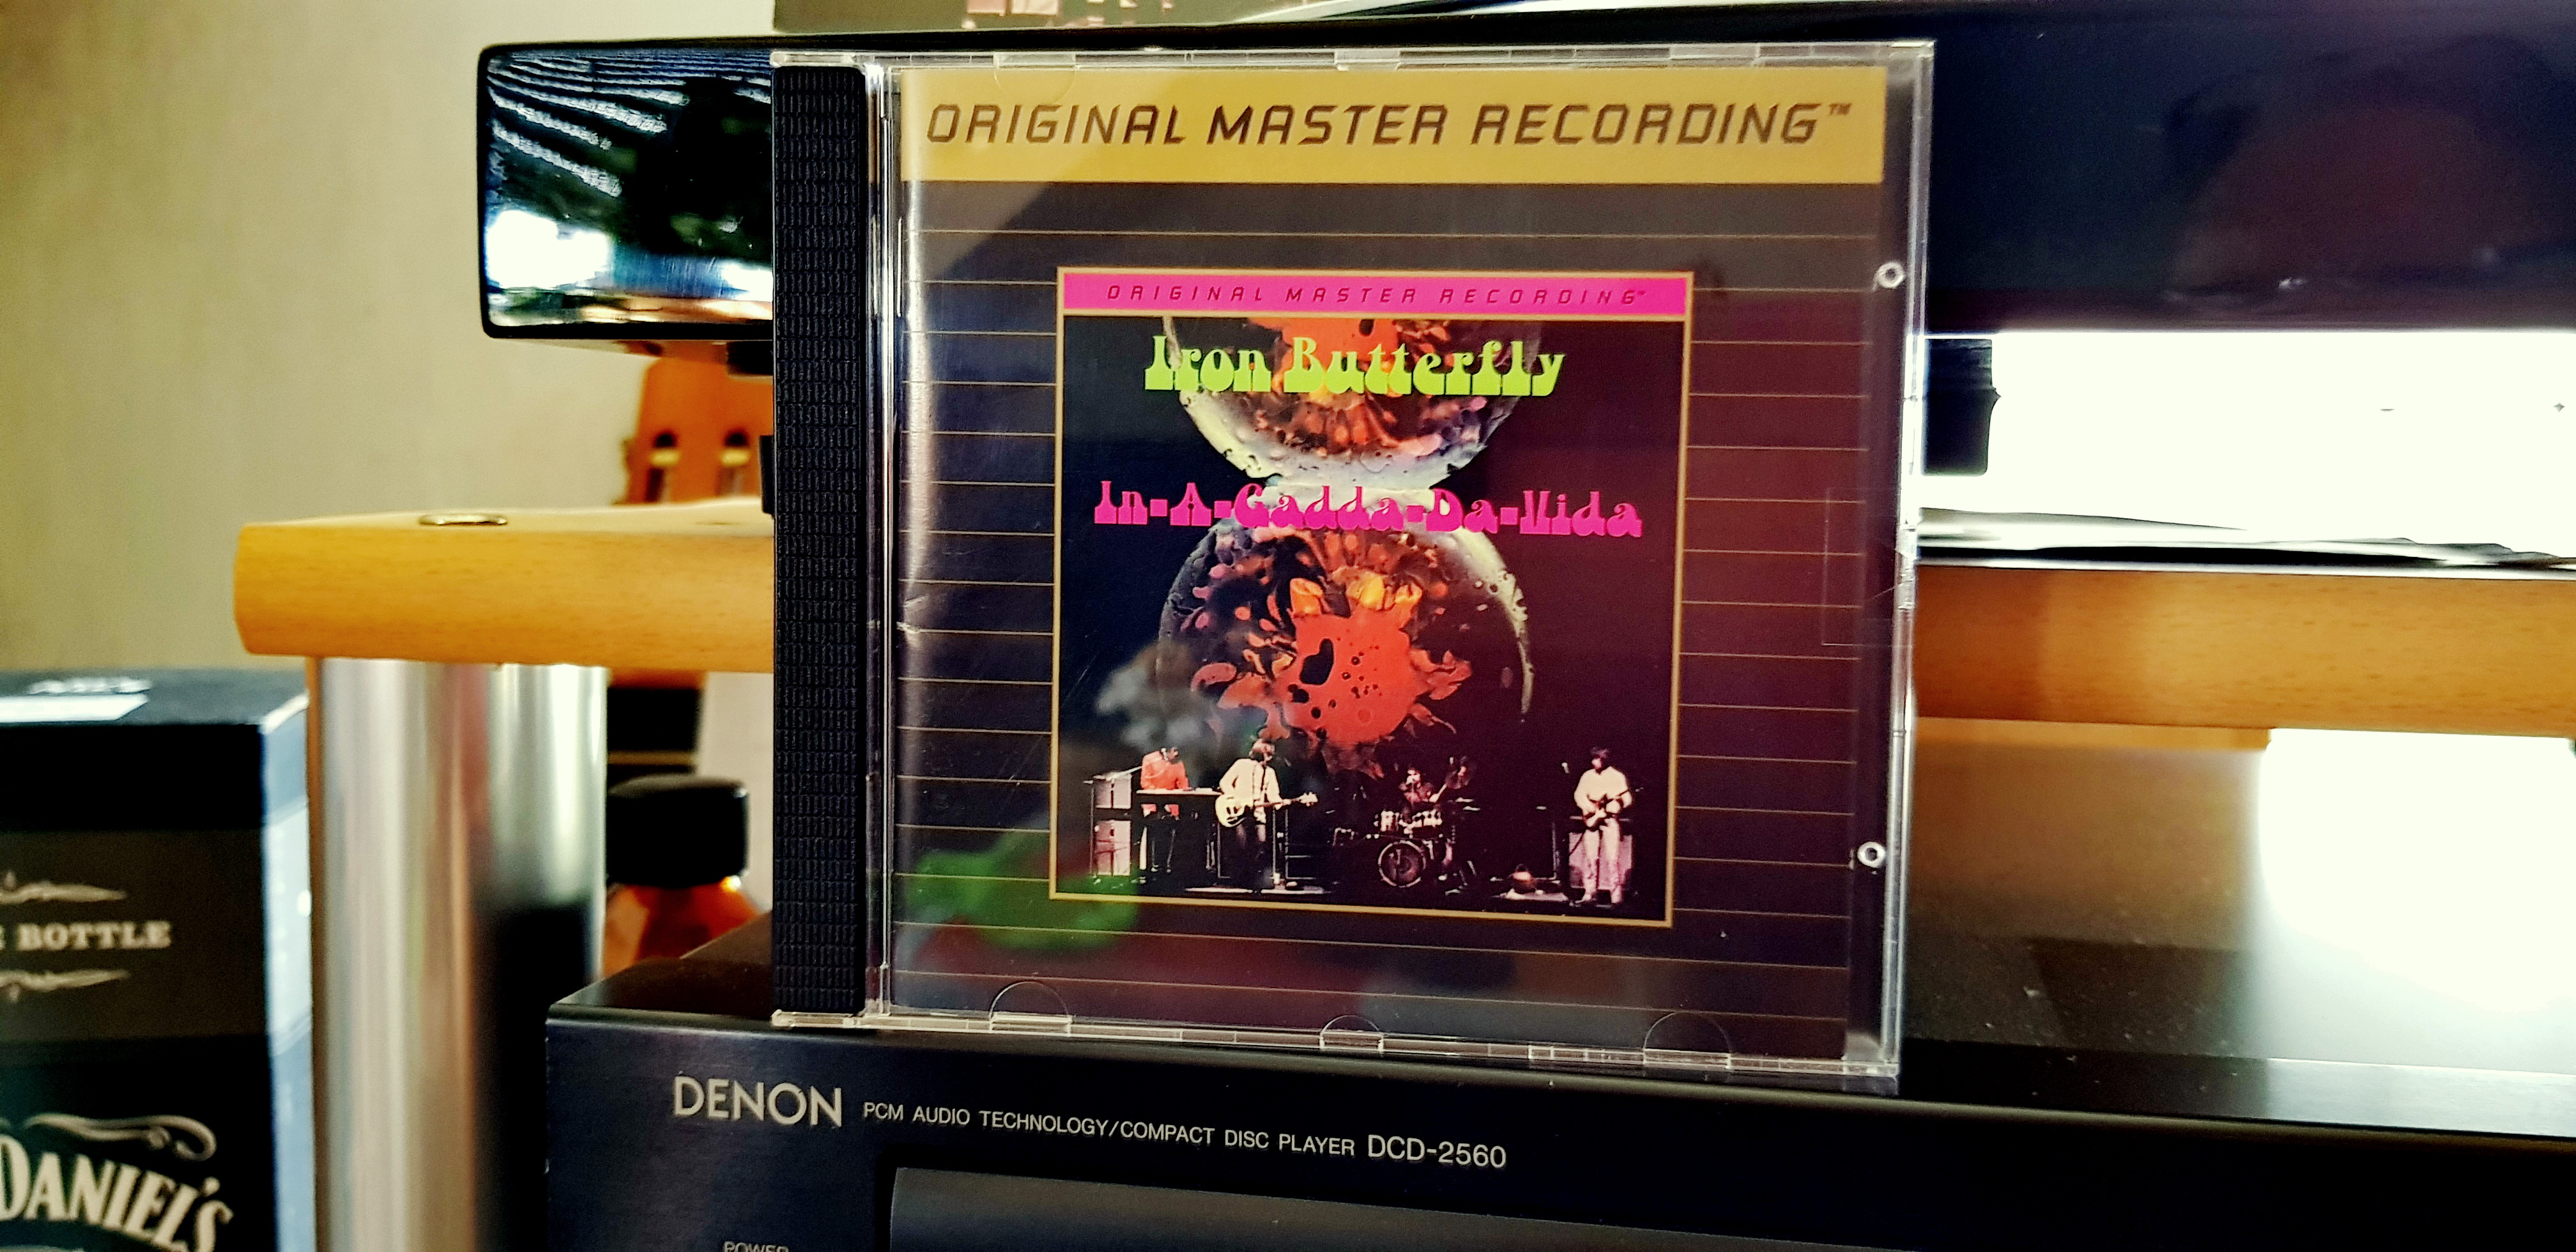 ORIGINAL MASTER RECORDING™
ORIGINAL MASTER RECORDING™
Iron Butterfly
In-A-Gadda-Da-Vida
BOTTLE
DANIEL'S
DENON PCM AUDIO TECHNOLOGY/COMPACT DISC PLAYER DCD-2560
POWER